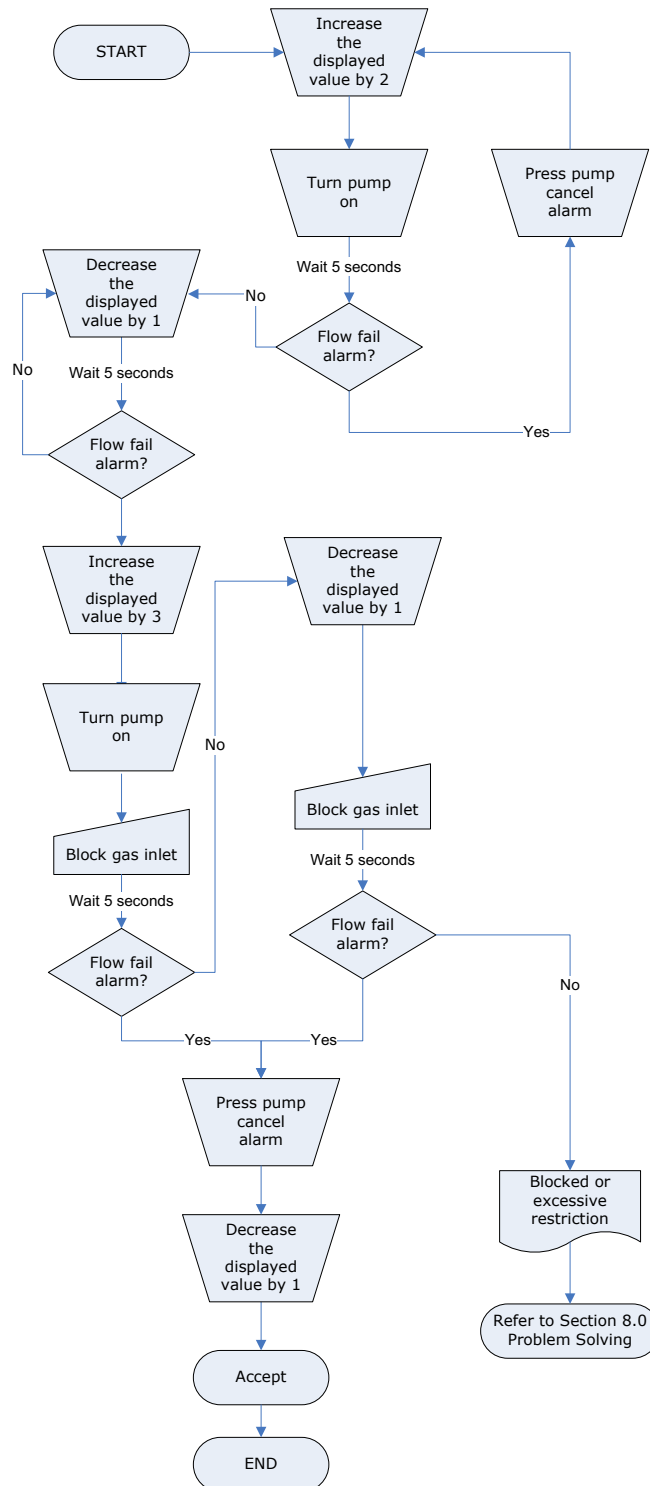 START
Increase
the
displayed
value by 2
Turn pump
on
Press pump
cancel
alarm
Wait 5 seconds
Decrease
the
displayed
value by 1
No
Flow fail
alarm?
No
Wait 5 seconds
Yes
Flow fail
alarm?
Increase
the
displayed
value by 3
Decrease
the
displayed
value by 1
Turn pump
on
No
Block gas inlet
Block gas inlet
Wait 5 seconds
Wait 5 seconds
Flow fail
alarm?
Flow fail
alarm?
No
Yes
Yes
Press pump
cancel
alarm
Blocked or
excessive
restriction
Decrease
the
displayed
value by 1
Refer to Section 8.0
Problem Solving
Accept
END